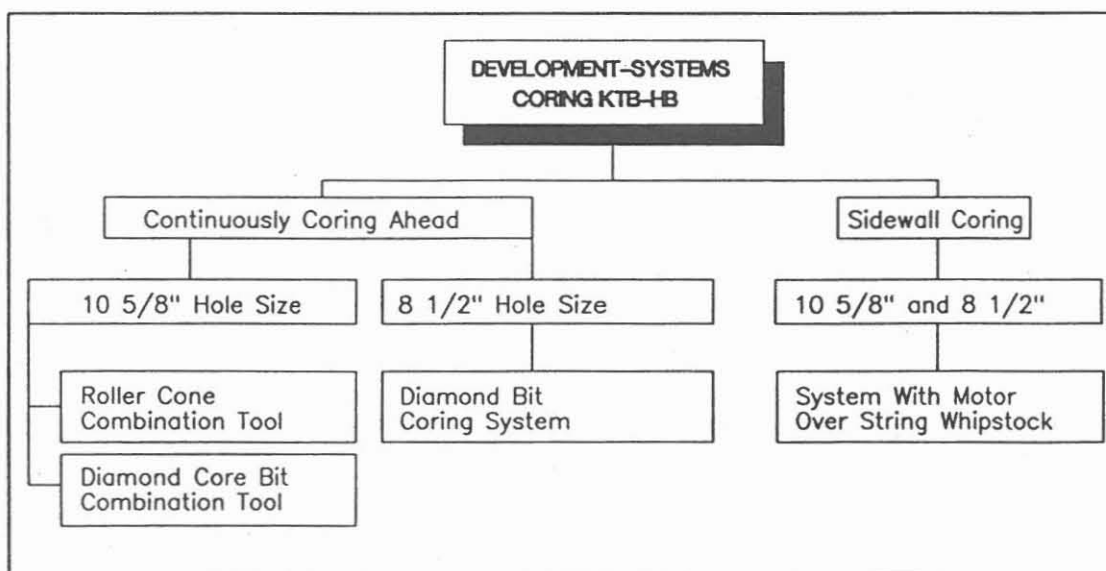 DEVELOPMENT-SYSTEMS
CORING KTB-HB
Continuously Coring Ahead
Sidewall Coring
10 5/8" Hole Size
8 1/2" Hole Size
10 5/8" and 8 1/2"
Roller Cone
Combination Tool
Diamond Bit
Coring System
System With Motor
Over String Whipstock
Diamond Core Bit
Combination Tool